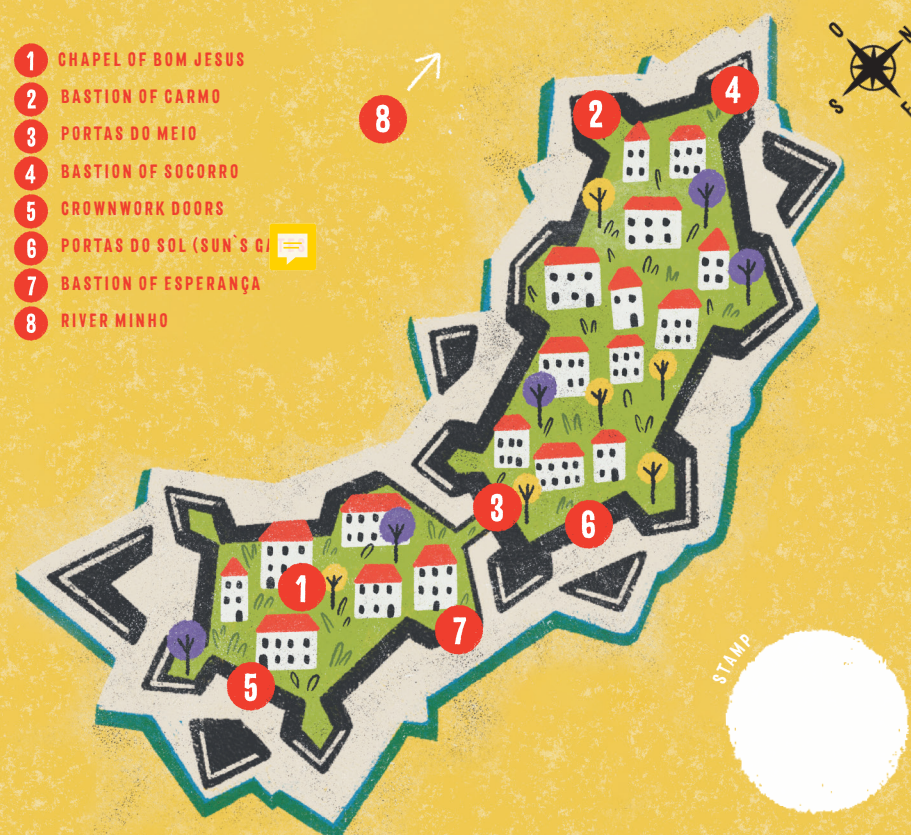 1 CHAPEL OF BOM JESUS
2 BASTION OF CARMO
3 PORTAS DO MEIO
4 BASTION OF SOCORRO
5 CROWNWORK DOORS
6 PORTAS DO SOL (SUN`S
7 BASTION OF ESPERANÇA
8 RIVER MINHO
8
2
4
O
N
S
E
3
6
1
7
5
STAMP